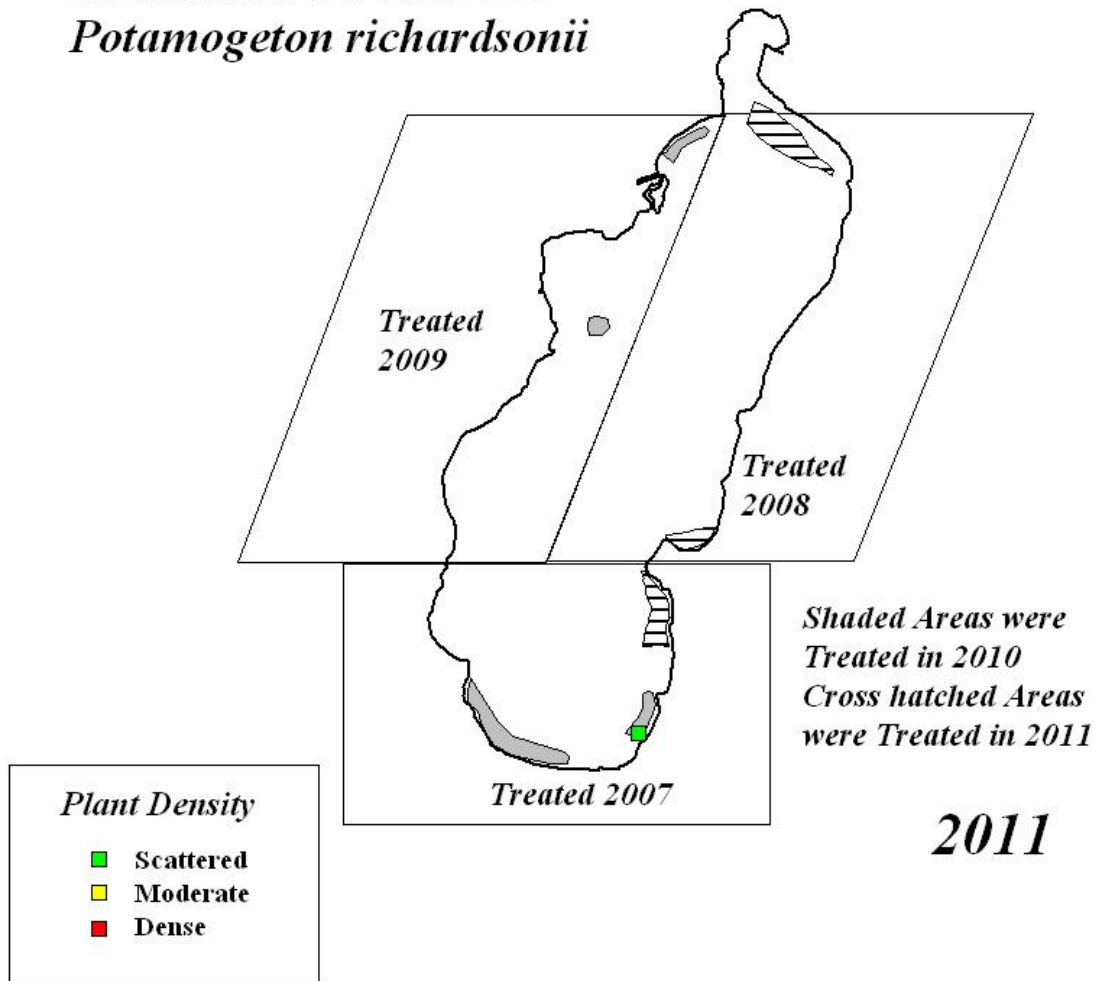 Potamogeton richardsonii
Treated
2009
Treated
2008
Shaded Areas were
Treated in 2010
Cross hatched Areas
were Treated in 2011
Treated 2007
2011
Plant Density
Scattered
Moderate
Dense